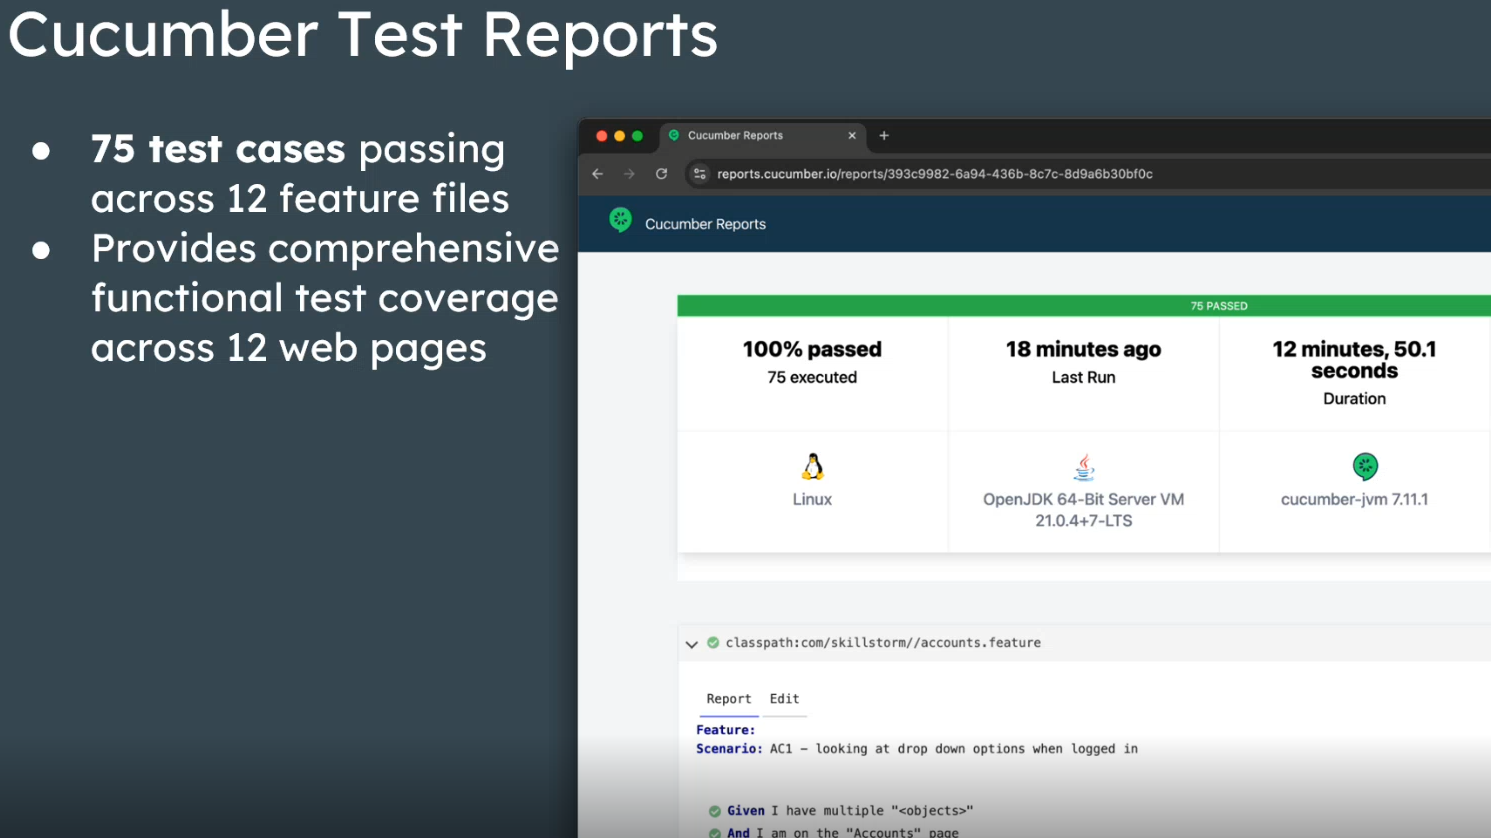 Cucumber Test Reports
● 75 test cases passing
across 12 feature files
● Provides comprehensive
functional test coverage
across 12 web pages
Cucumber Reports
reports.cucumber.io/reports/393c9982-6a94-436b-8c7c-8d9a6b30bf0c
Cucumber Reports
75 PASSED
100% passed
75 executed
18 minutes ago
Last Run
12 minutes, 50.1
seconds
Duration
Linux
OpenJDK 64-Bit Server VM
21.0.4+7-LTS
cucumber-jvm 7.11.1
classpath:com/skillstorm//accounts.feature
Report Edit
Feature:
Scenario: AC1 – looking at drop down options when logged in
Given I have multiple "<objects>"
And I am on the "Accounts" page